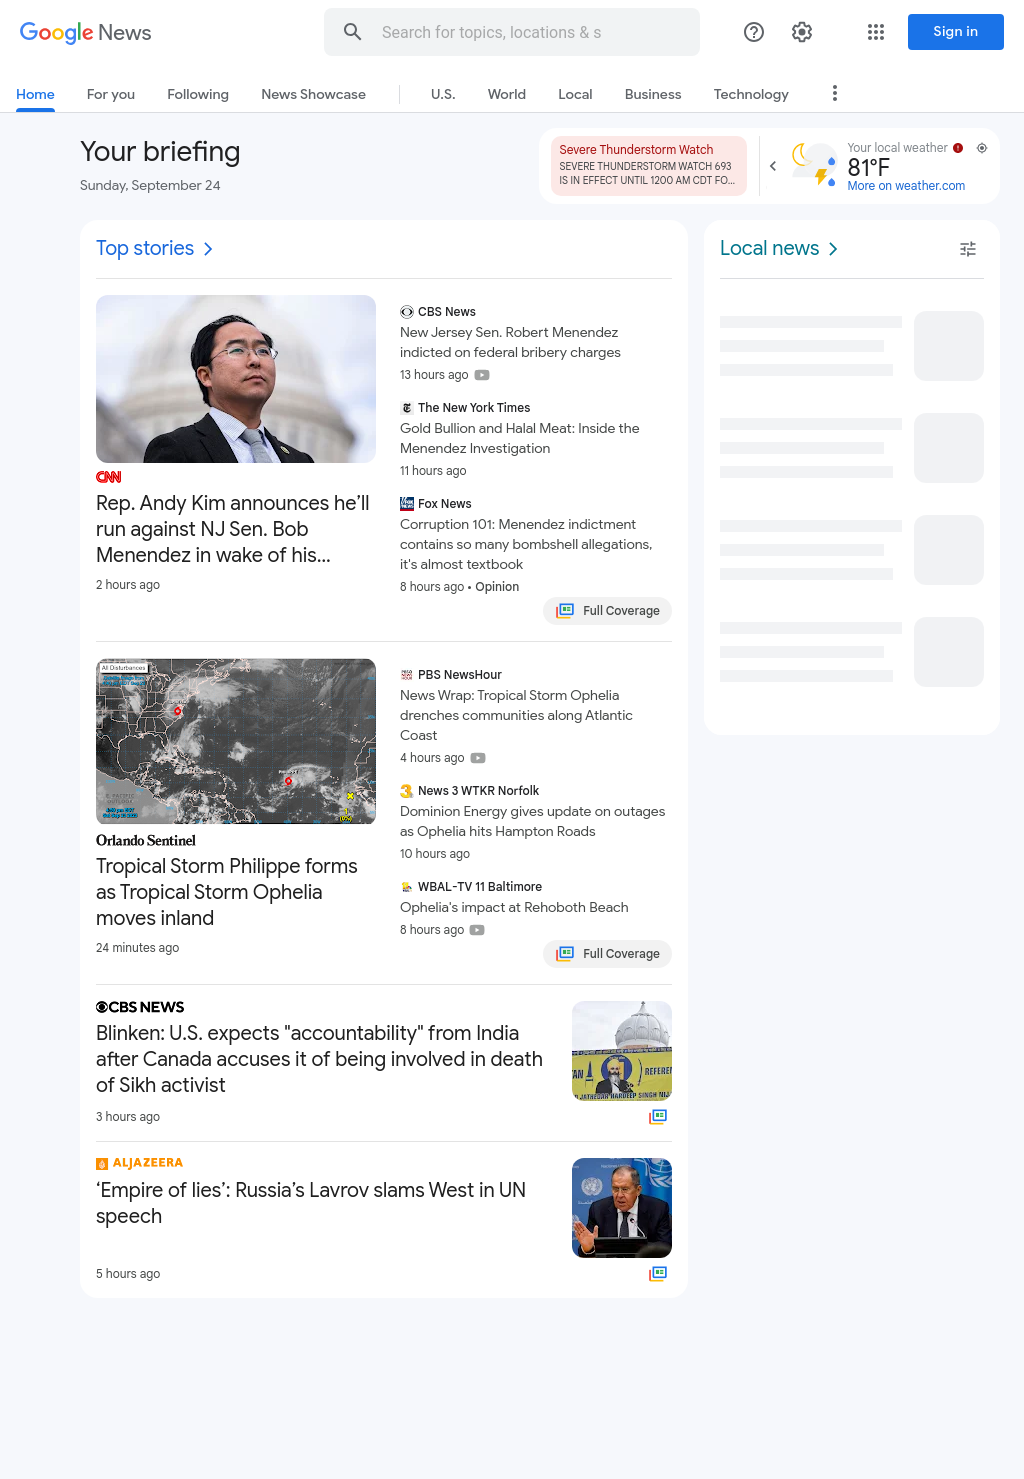 Google News
Search for topics, locations & s
Sign in
Home
For you
Following
News Showcase
U.S.
World
Local
Business
Technology
Your briefing
Sunday, September 24
Severe Thunderstorm Watch
SEVERE THUNDERSTORM WATCH 693
IS IN EFFECT UNTIL 1200 AM CDT FO...
Your local weather
81°F
More on weather.com
Top stories
CNN
Rep. Andy Kim announces he’ll
run against NJ Sen. Bob
Menendez in wake of his...
2 hours ago
CBS News
New Jersey Sen. Robert Menendez
indicted on federal bribery charges
13 hours ago
The New York Times
Gold Bullion and Halal Meat: Inside the
Menendez Investigation
11 hours ago
Fox News
Corruption 101: Menendez indictment
contains so many bombshell allegations,
it's almost textbook
8 hours ago • Opinion
Full Coverage
All Disturbances
Orlando Sentinel
Tropical Storm Philippe forms
as Tropical Storm Ophelia
moves inland
24 minutes ago
PBS NewsHour
News Wrap: Tropical Storm Ophelia
drenches communities along Atlantic
Coast
4 hours ago
News 3 WTKR Norfolk
Dominion Energy gives update on outages
as Ophelia hits Hampton Roads
10 hours ago
WBAL-TV 11 Baltimore
Ophelia's impact at Rehoboth Beach
8 hours ago
Full Coverage
CBS NEWS
Blinken: U.S. expects "accountability" from India
after Canada accuses it of being involved in death
of Sikh activist
3 hours ago
ALJAZEERA
‘Empire of lies’: Russia’s Lavrov slams West in UN
speech
5 hours ago
Local news